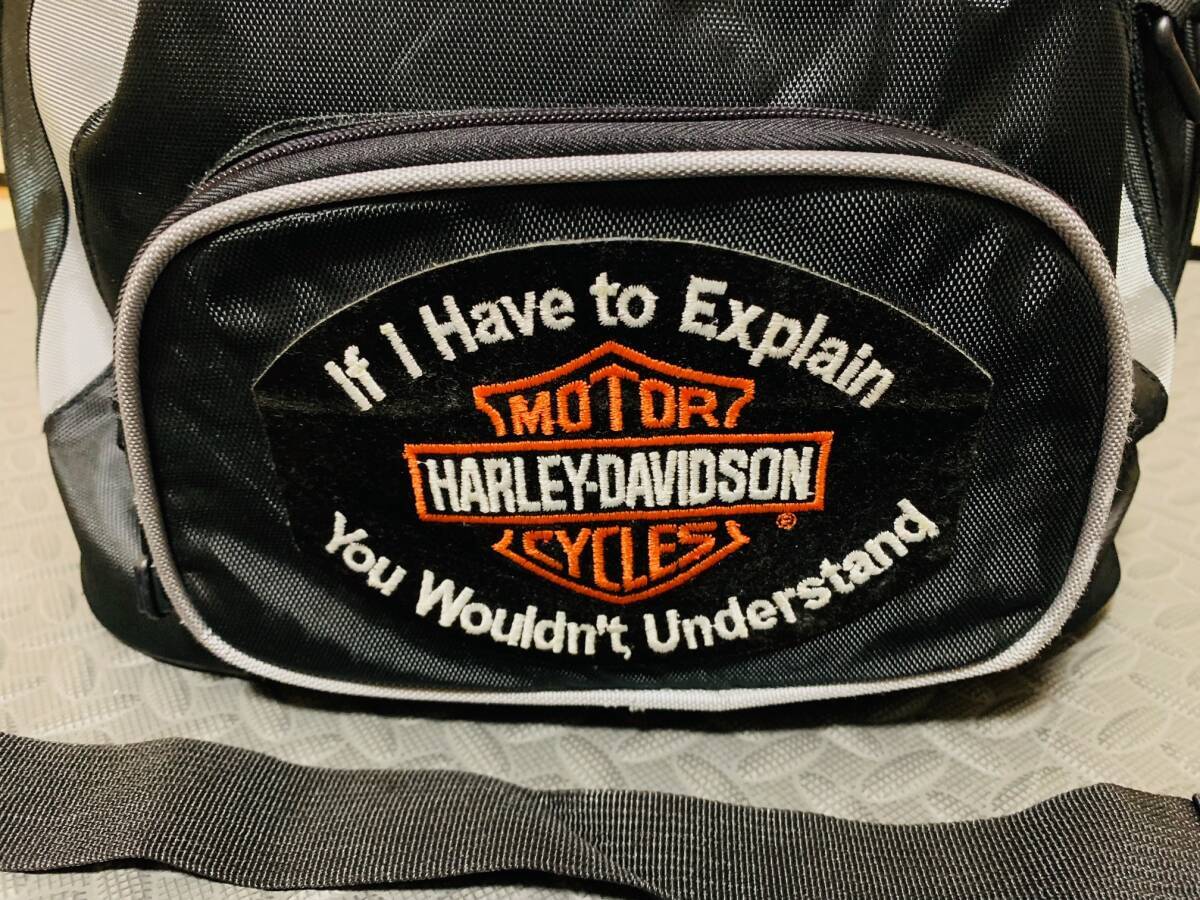 If I Have to Explain
MOTOR
HARLEY-DAVIDSON
CYCLES
®
You Wouldn't, Understand